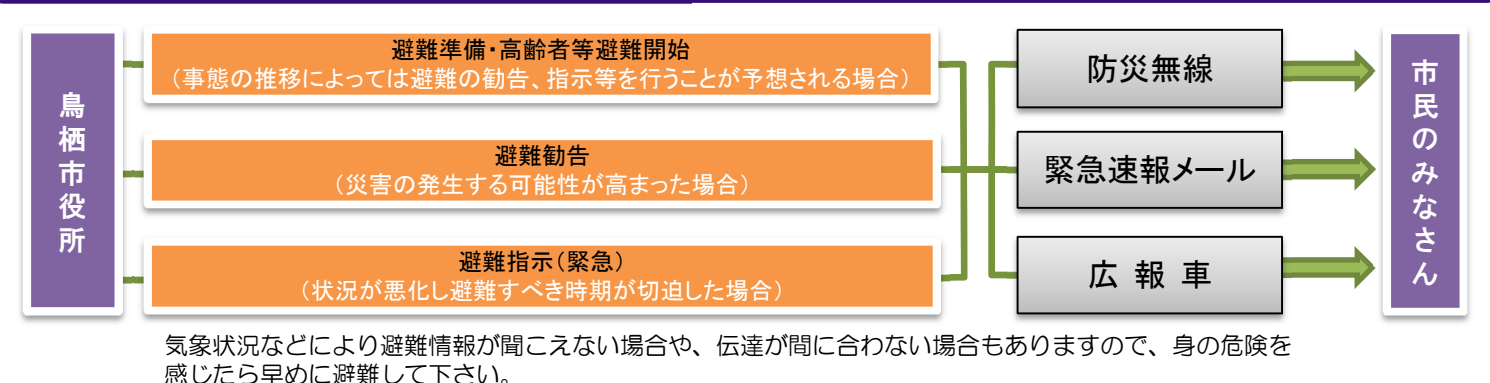 鳥栖市役所
避難準備・高齢者等避難開始
（事態の推移によっては避難の勧告、指示等を行うことが予想される場合）
避難勧告
（災害の発生する可能性が高まった場合）
避難指示（緊急）
（状況が悪化し避難すべき時期が切迫した場合）
防災無線
緊急速報メール
広 報 車
市民のみなさん
気象状況などにより避難情報が聞こえない場合や、伝達が間に合わない場合もありますので、身の危険を
感じたら早めに避難して下さい。